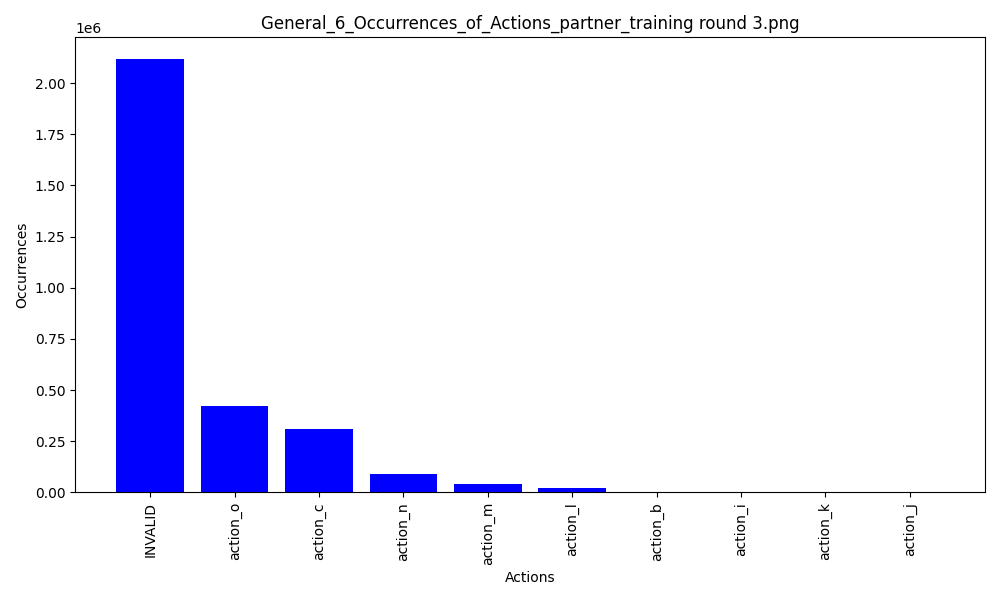 General_6_Occurrences_of_Actions_partner_training round 3.png
1e6
2.00
1.75
1.50
1.25
1.00
0.75
0.50
0.25
0.00
Occurrences
INVALID
action_o
action_c
action_n
action_m
action_l
action_b
action_i
action_k
action_j
Actions